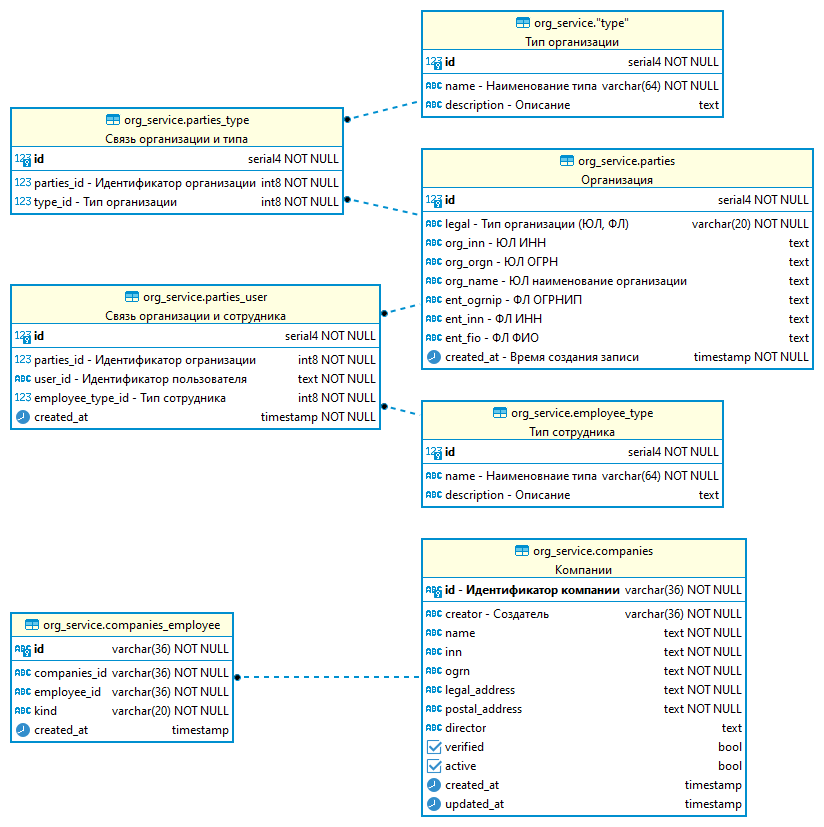 org_service."type"
Тип организации
id serial4 NOT NULL
name - Наименование типа varchar(64) NOT NULL
description - Описание text
org_service.parties_type
Связь организации и типа
id serial4 NOT NULL
parties_id - Идентификатор организации int8 NOT NULL
type_id - Тип организации int8 NOT NULL
org_service.parties
Организация
id serial4 NOT NULL
legal - Тип организации (ЮЛ, ФЛ) varchar(20) NOT NULL
org_inn - ЮЛ ИНН text
org_orgn - ЮЛ ОГРН text
org_name - ЮЛ наименование организации text
ent_ogrnip - ФЛ ОГРНИП text
ent_inn - ФЛ ИНН text
ent_fio - ФЛ ФИО text
created_at - Время создания записи timestamp NOT NULL
org_service.parties_user
Связь организации и сотрудника
id serial4 NOT NULL
parties_id - Идентификатор огранизации int8 NOT NULL
user_id - Идентификатор пользователя text NOT NULL
employee_type_id - Тип сотрудника int8 NOT NULL
created_at timestamp NOT NULL
org_service.employee_type
Тип сотрудника
id serial4 NOT NULL
name - Наименовнаие типа varchar(64) NOT NULL
description - Описание text
org_service.companies
Компании
id - Идентификатор компании varchar(36) NOT NULL
creator - Создатель varchar(36) NOT NULL
name text NOT NULL
inn text NOT NULL
ogrn text NOT NULL
legal_address text NOT NULL
postal_address text NOT NULL
director text
verified bool
active bool
created_at timestamp
updated_at timestamp
org_service.companies_employee
id varchar(36) NOT NULL
companies_id varchar(36) NOT NULL
employee_id varchar(36) NOT NULL
kind varchar(20) NOT NULL
created_at timestamp